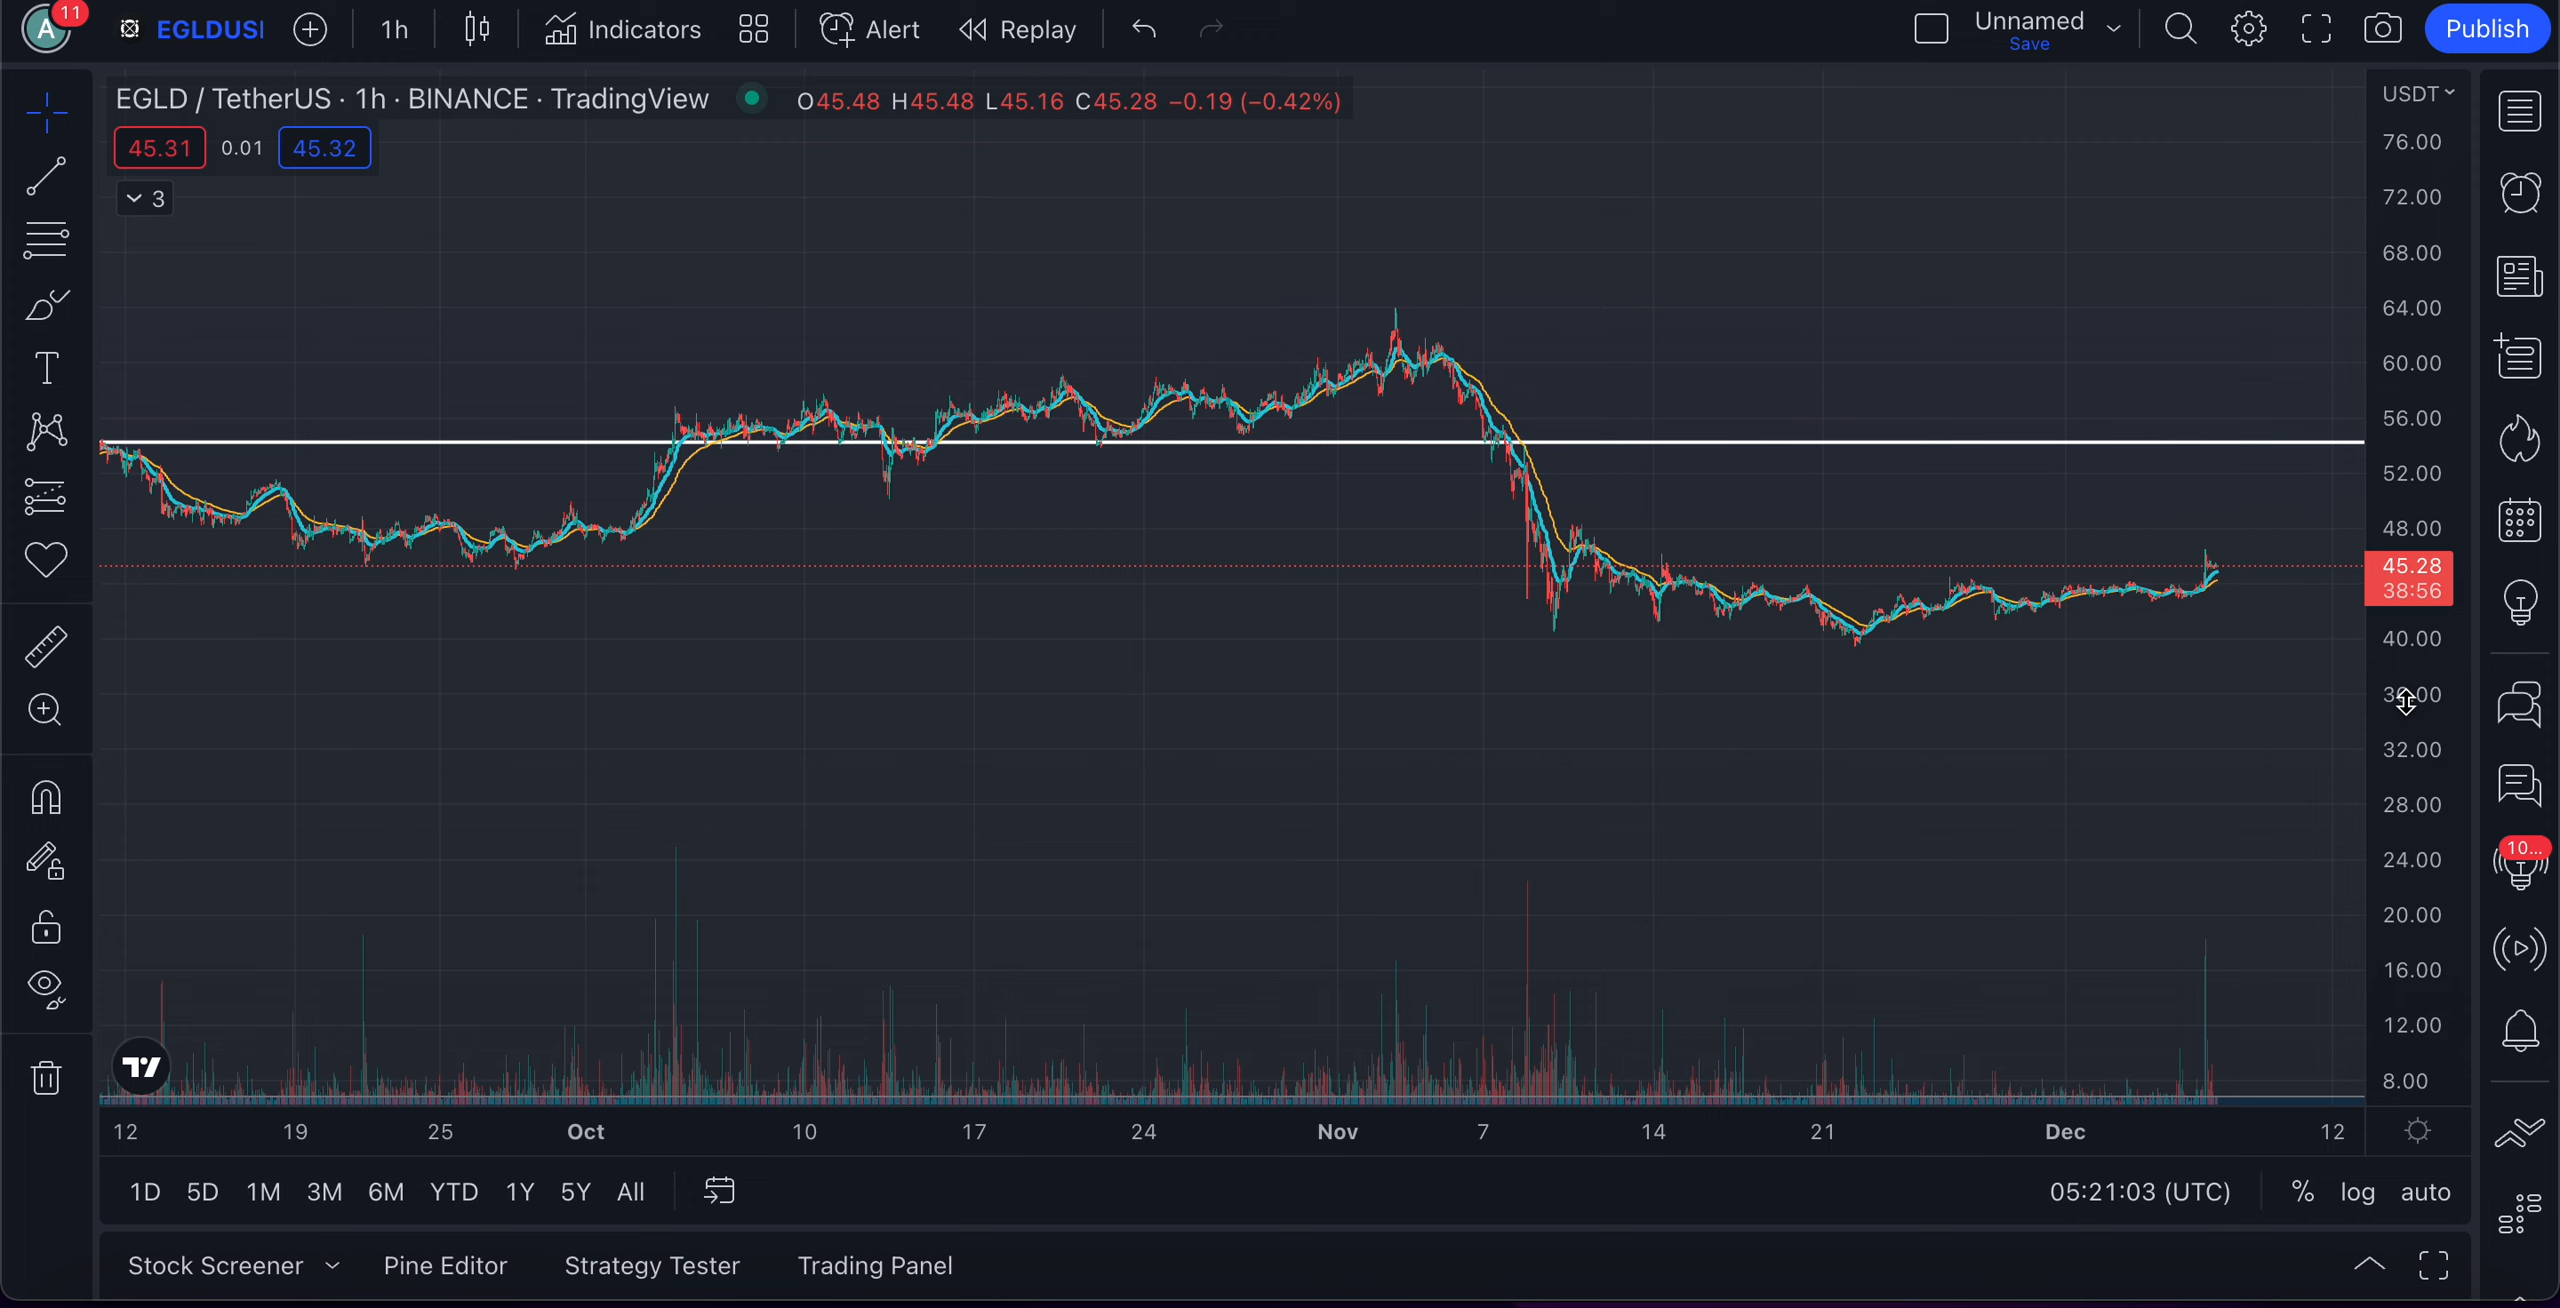 A 11 EGLDUS 1h Indicators Alert Replay Unnamed Publish
Save
EGLD / TetherUS · 1h · BINANCE · TradingView O45.48 H45.48 L45.16 C45.28 −0.19 (−0.42%)
USDT
45.31 0.01 45.32
3
76.00
72.00
68.00
64.00
60.00
56.00
52.00
48.00
45.28
38:56
40.00
32.00
28.00
24.00
20.00
16.00
12.00
8.00
10...
12 19 25 Oct 10 17 24 Nov 7 14 21 Dec 12
1D 5D 1M 3M 6M YTD 1Y 5Y All 05:21:03 (UTC) % log auto
Stock Screener Pine Editor Strategy Tester Trading Panel